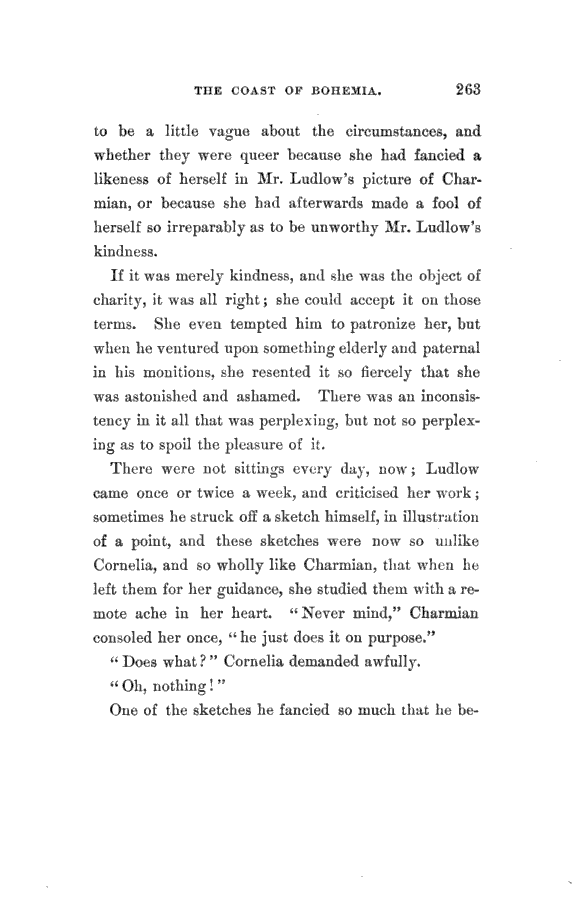 THE COAST OF BOHEMIA. 263
to be a little vague about the circumstances, and
whether they were queer because she had fancied a
likeness of herself in Mr. Ludlow's picture of Char-
mian, or because she had afterwards made a fool of
herself so irreparably as to be unworthy Mr. Ludlow's
kindness.
If it was merely kindness, and she was the object of
charity, it was all right; she could accept it on those
terms. She even tempted him to patronize her, but
when he ventured upon something elderly and paternal
in his monitions, she resented it so fiercely that she
was astonished and ashamed. There was an inconsis-
tency in it all that was perplexing, but not so perplex-
ing as to spoil the pleasure of it.
There were not sittings every day, now; Ludlow
came once or twice a week, and criticised her work;
sometimes he struck off a sketch himself, in illustration
of a point, and these sketches were now so unlike
Cornelia, and so wholly like Charmian, that when he
left them for her guidance, she studied them with a re-
mote ache in her heart. "Never mind," Charmian
consoled her once, "he just does it on purpose."
"Does what?" Cornelia demanded awfully.
"Oh, nothing!"
One of the sketches he fancied so much that he be-